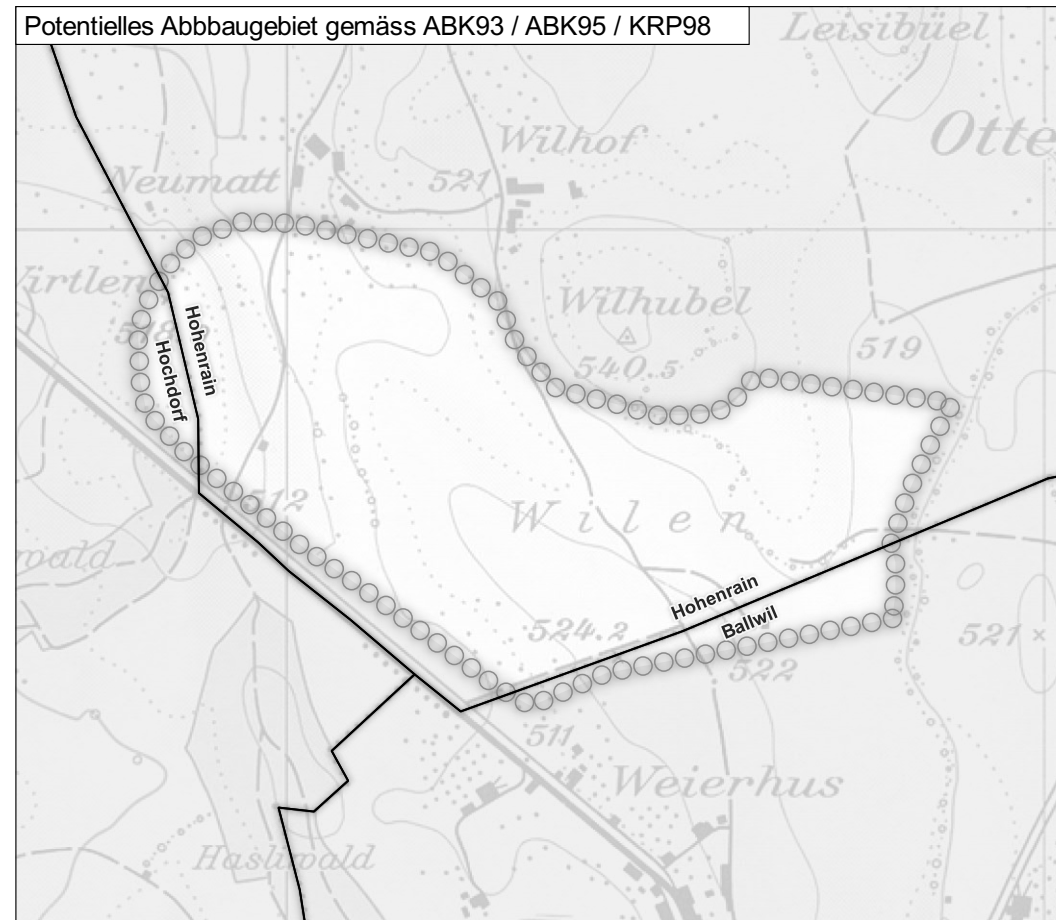 Potentielles Abbbaugebiet gemäss ABK93 / ABK95 / KRP98
Leisibüel
Wilhof
Otte
Neumatt
521
Wilhubel
540.5
519
Hohenrain
Hochdorf
512
Wilen
Hohenrain
Ballwil
524.2
522
521
511
Weierhus